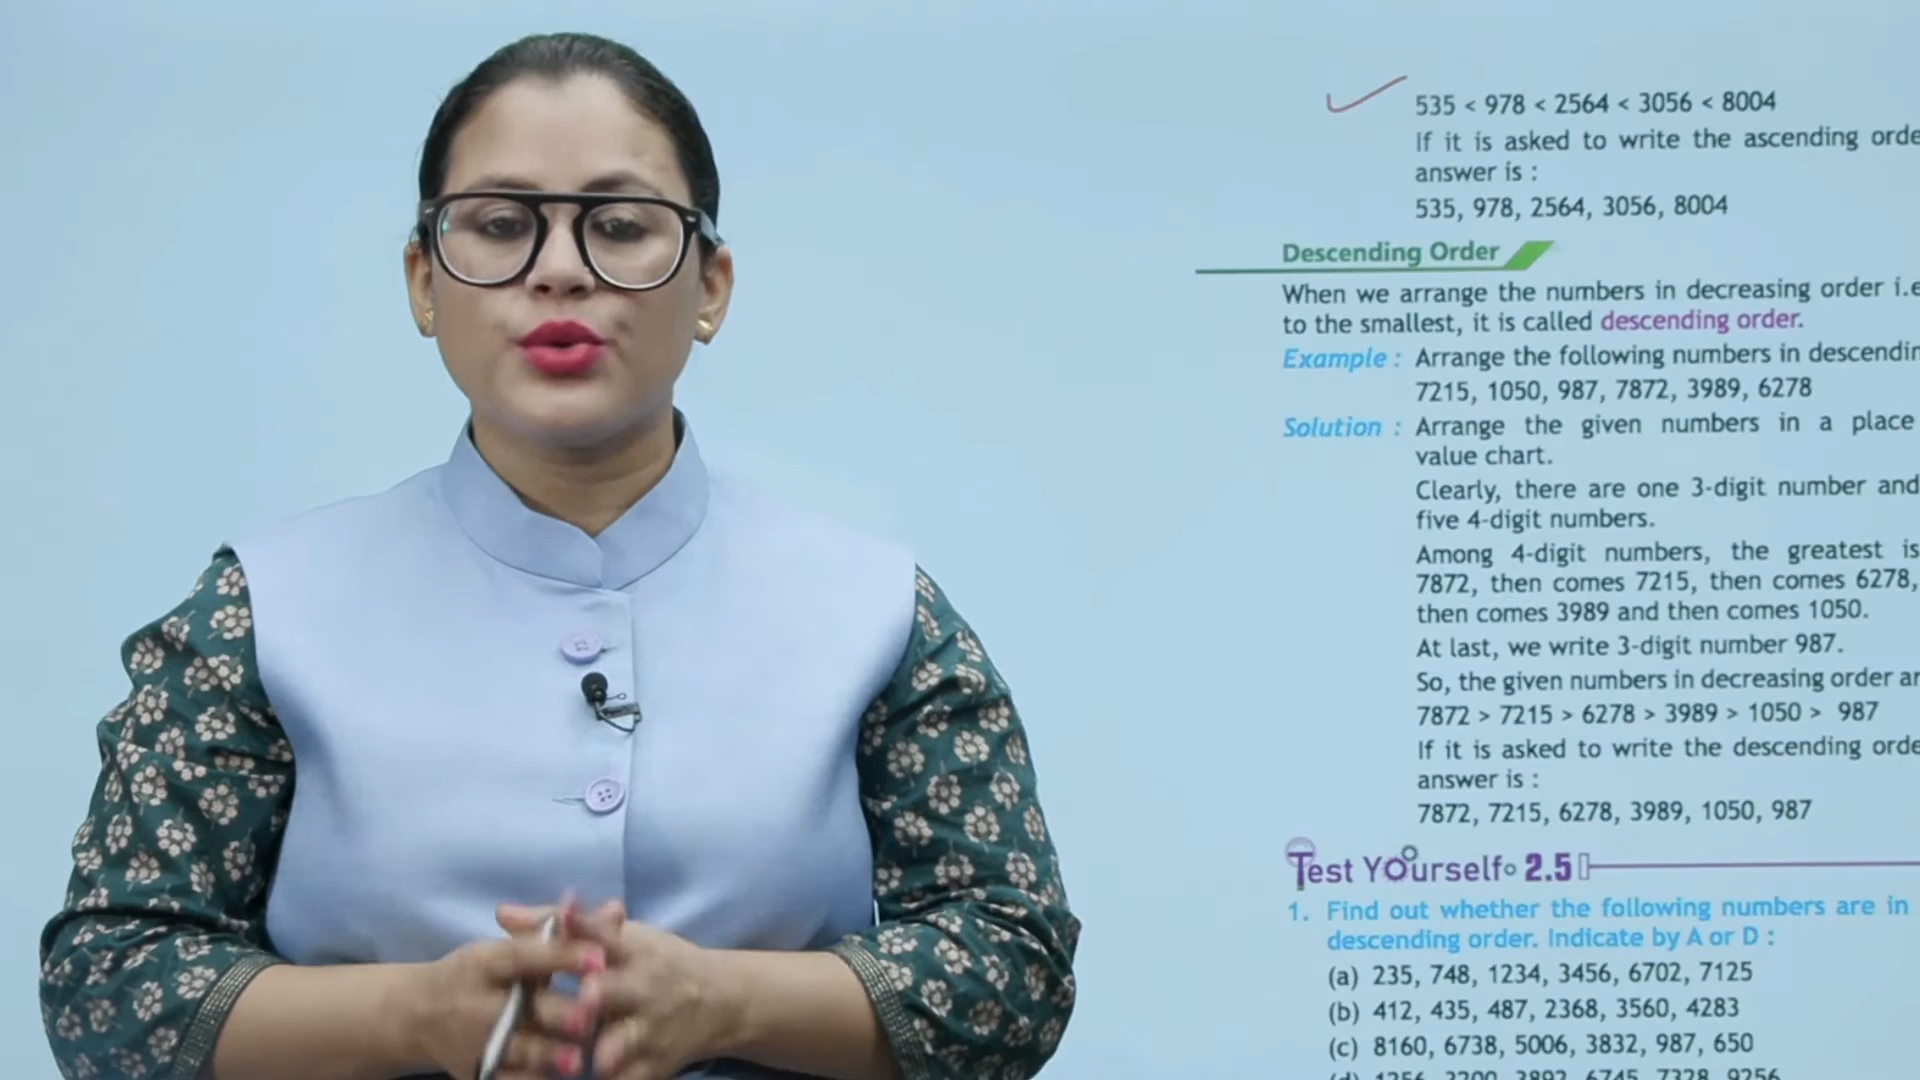 535 < 978 < 2564 < 3056 < 8004
If it is asked to write the ascending
answer is :
535, 978, 2564, 3056, 8004
Descending Order
When we arrange the numbers in decreasing order
to the smallest, it is called descending order.
Example : Arrange the following numbers in
7215, 1050, 987, 7872, 3989, 6278
Solution : Arrange the given numbers in a place
value chart.
Clearly, there are one 3-digit number and
five 4-digit numbers.
Among 4-digit numbers, the greatest is
7872, then comes 7215, then comes 6278,
then comes 3989 and then comes 1050.
At last, we write 3-digit number 987.
So, the given numbers in decreasing order
7872 > 7215 > 6278 > 3989 > 1050 > 987
If it is asked to write the descending
answer is :
7872, 7215, 6278, 3989, 1050, 987
Test Yourself 2.5
1. Find out whether the following numbers are in
descending order. Indicate by A or D :
(a) 235, 748, 1234, 3456, 6702, 7125
(b) 412, 435, 487, 2368, 3560, 4283
(c) 8160, 6738, 5006, 3832, 987, 650